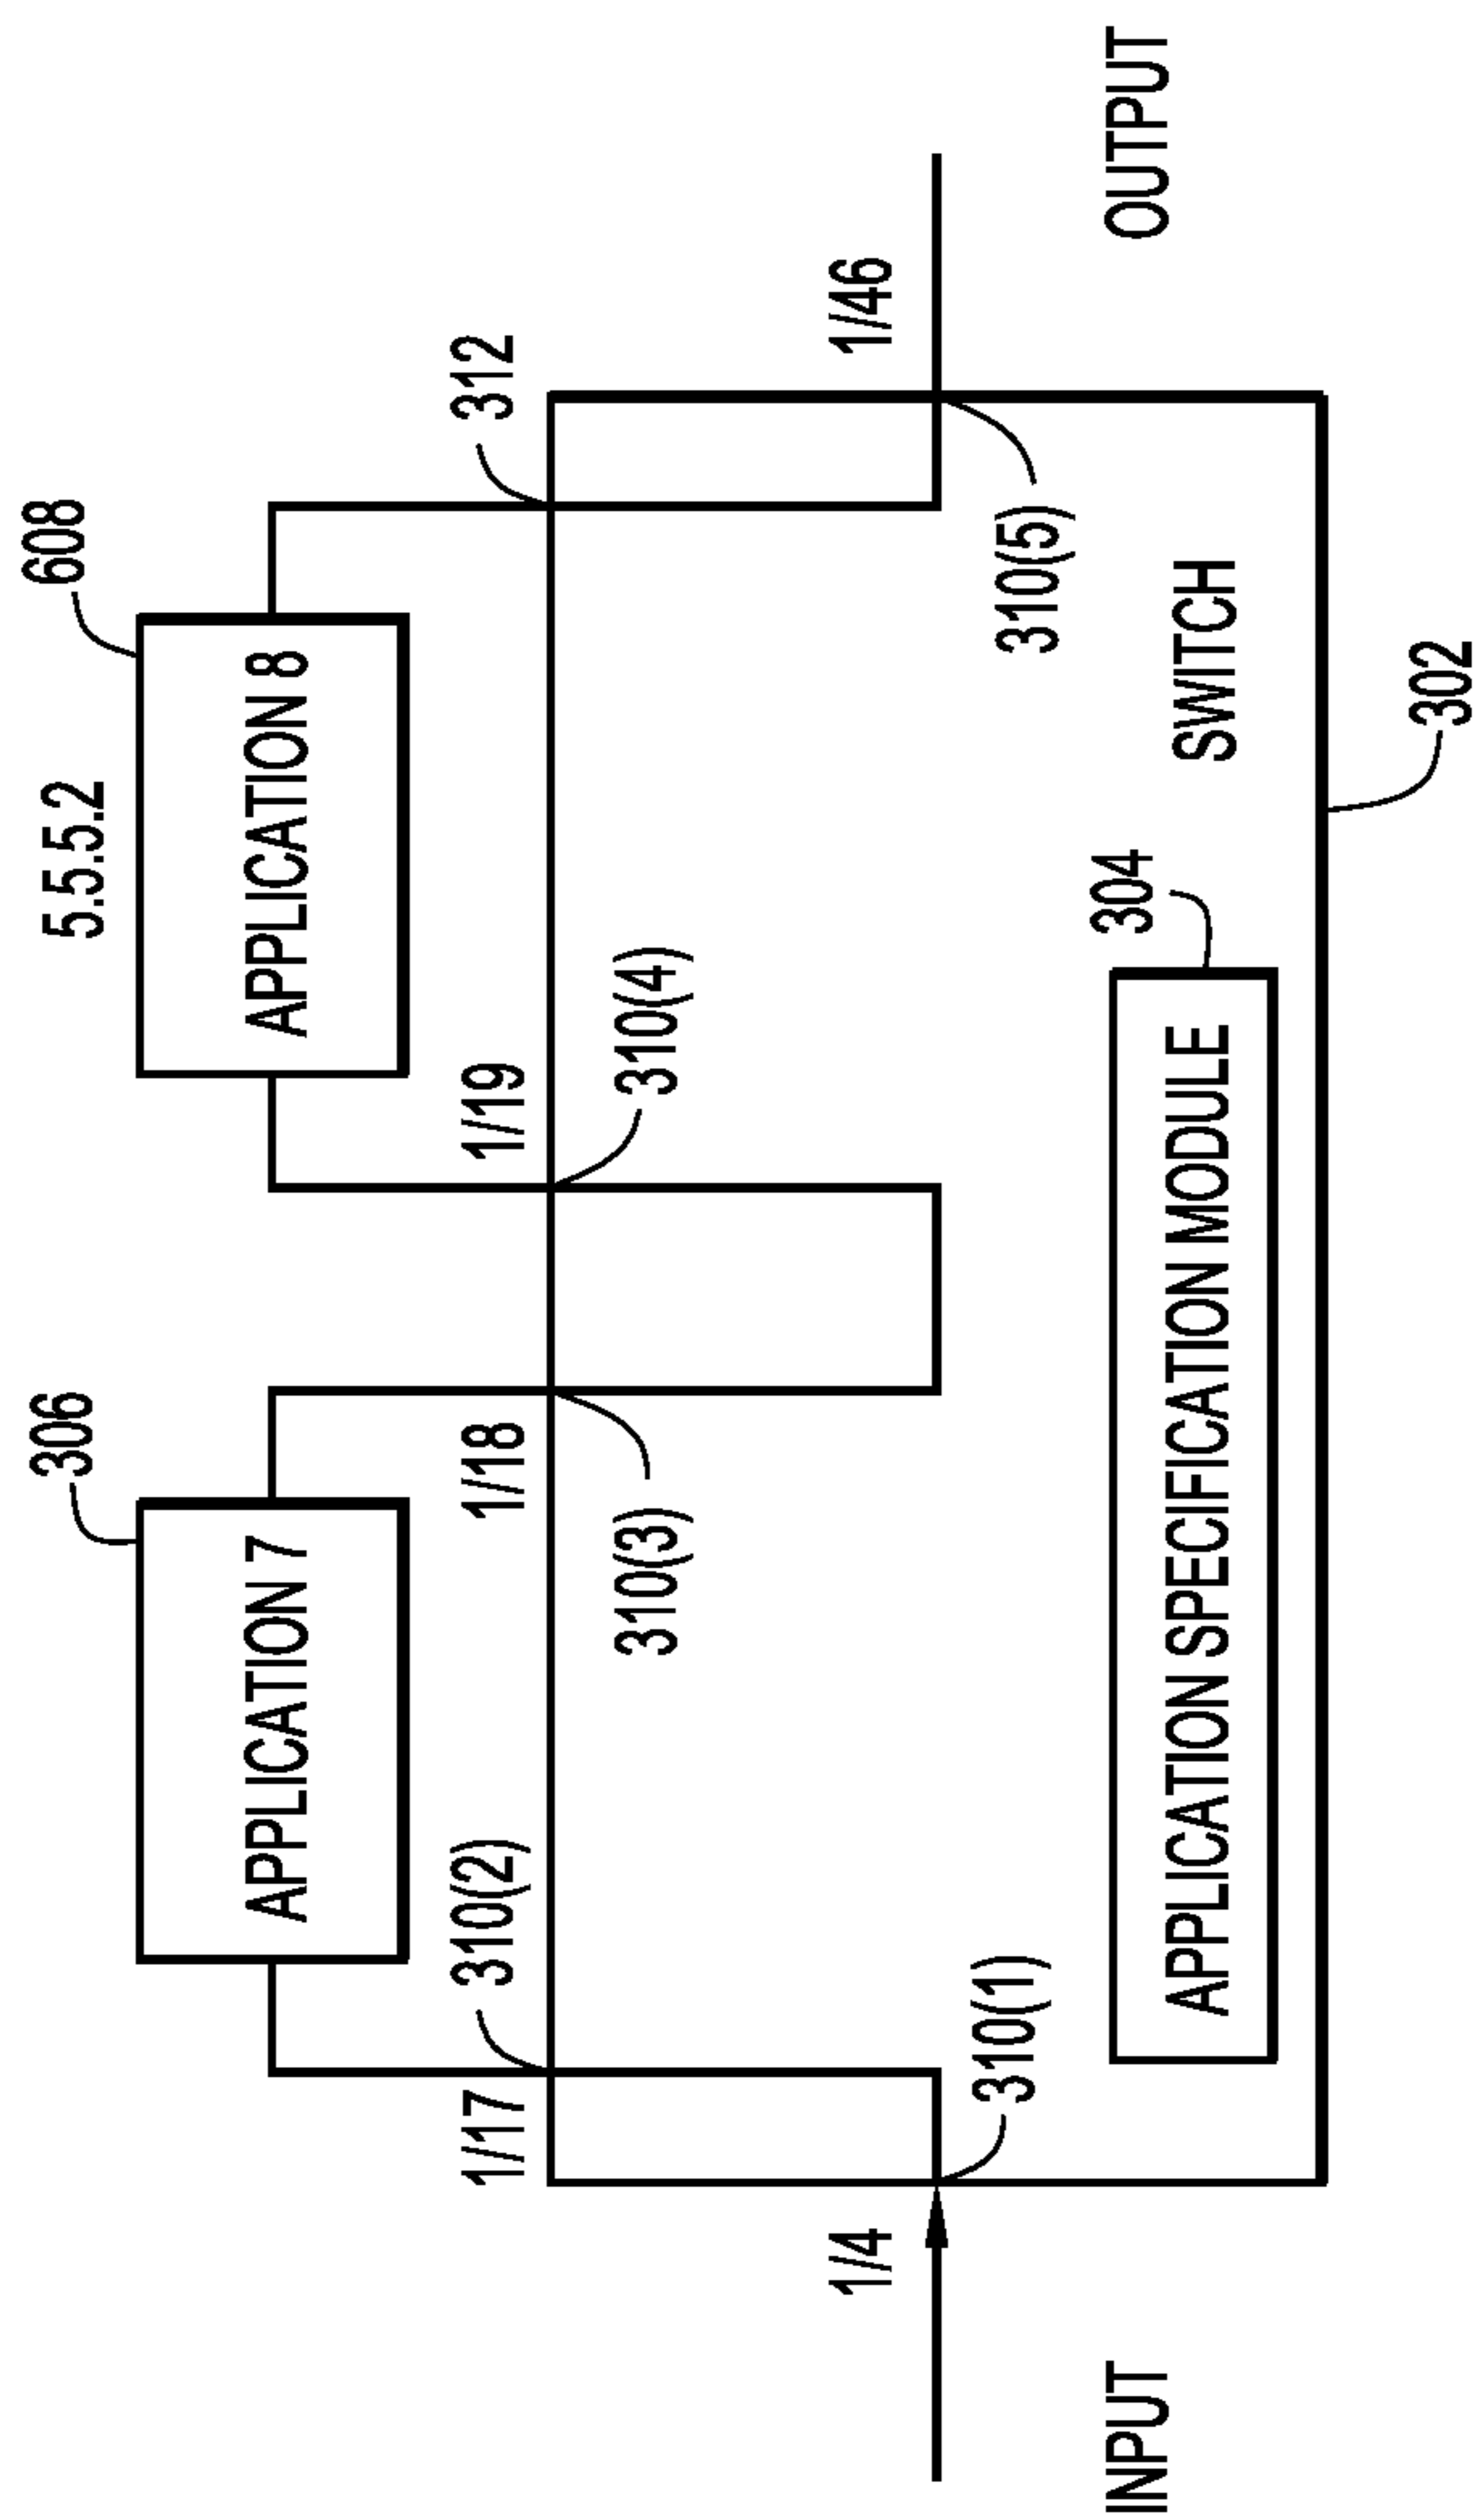 306
608
5.5.5.2
APPLICATION 7
APPLICATION 8
1/17
310(2)
1/18
1/19
312
310(3)
310(4)
1/4
1/46
310(1)
310(5)
INPUT
304
OUTPUT
APPLICATION SPECIFICATION MODULE
SWITCH
302